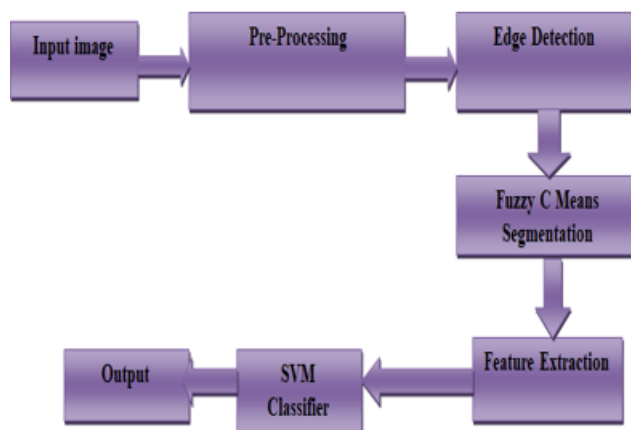 Input image
Pre-Processing
Edge Detection
Fuzzy C Means
Segmentation
Feature Extraction
SVM
Classifier
Output